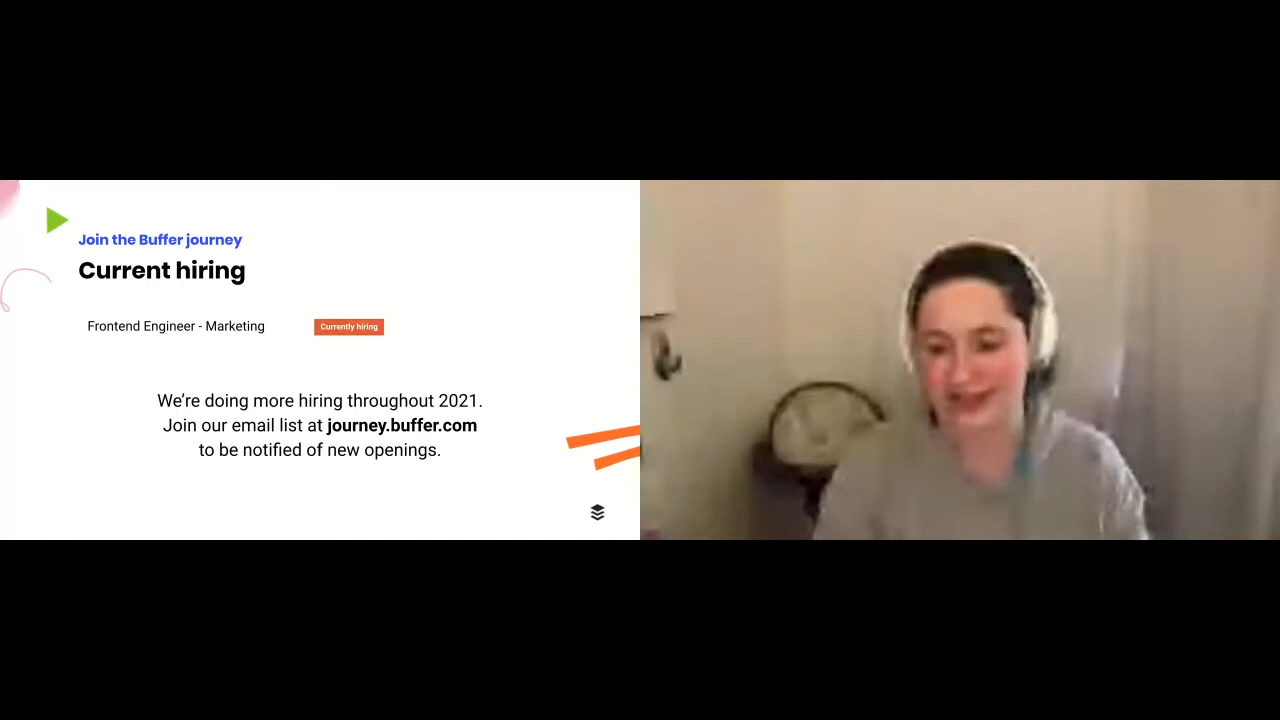 Join the Buffer journey
Current hiring
Frontend Engineer - Marketing
Currently hiring
We're doing more hiring throughout 2021.
Join our email list at journey.buffer.com
to be notified of new openings.